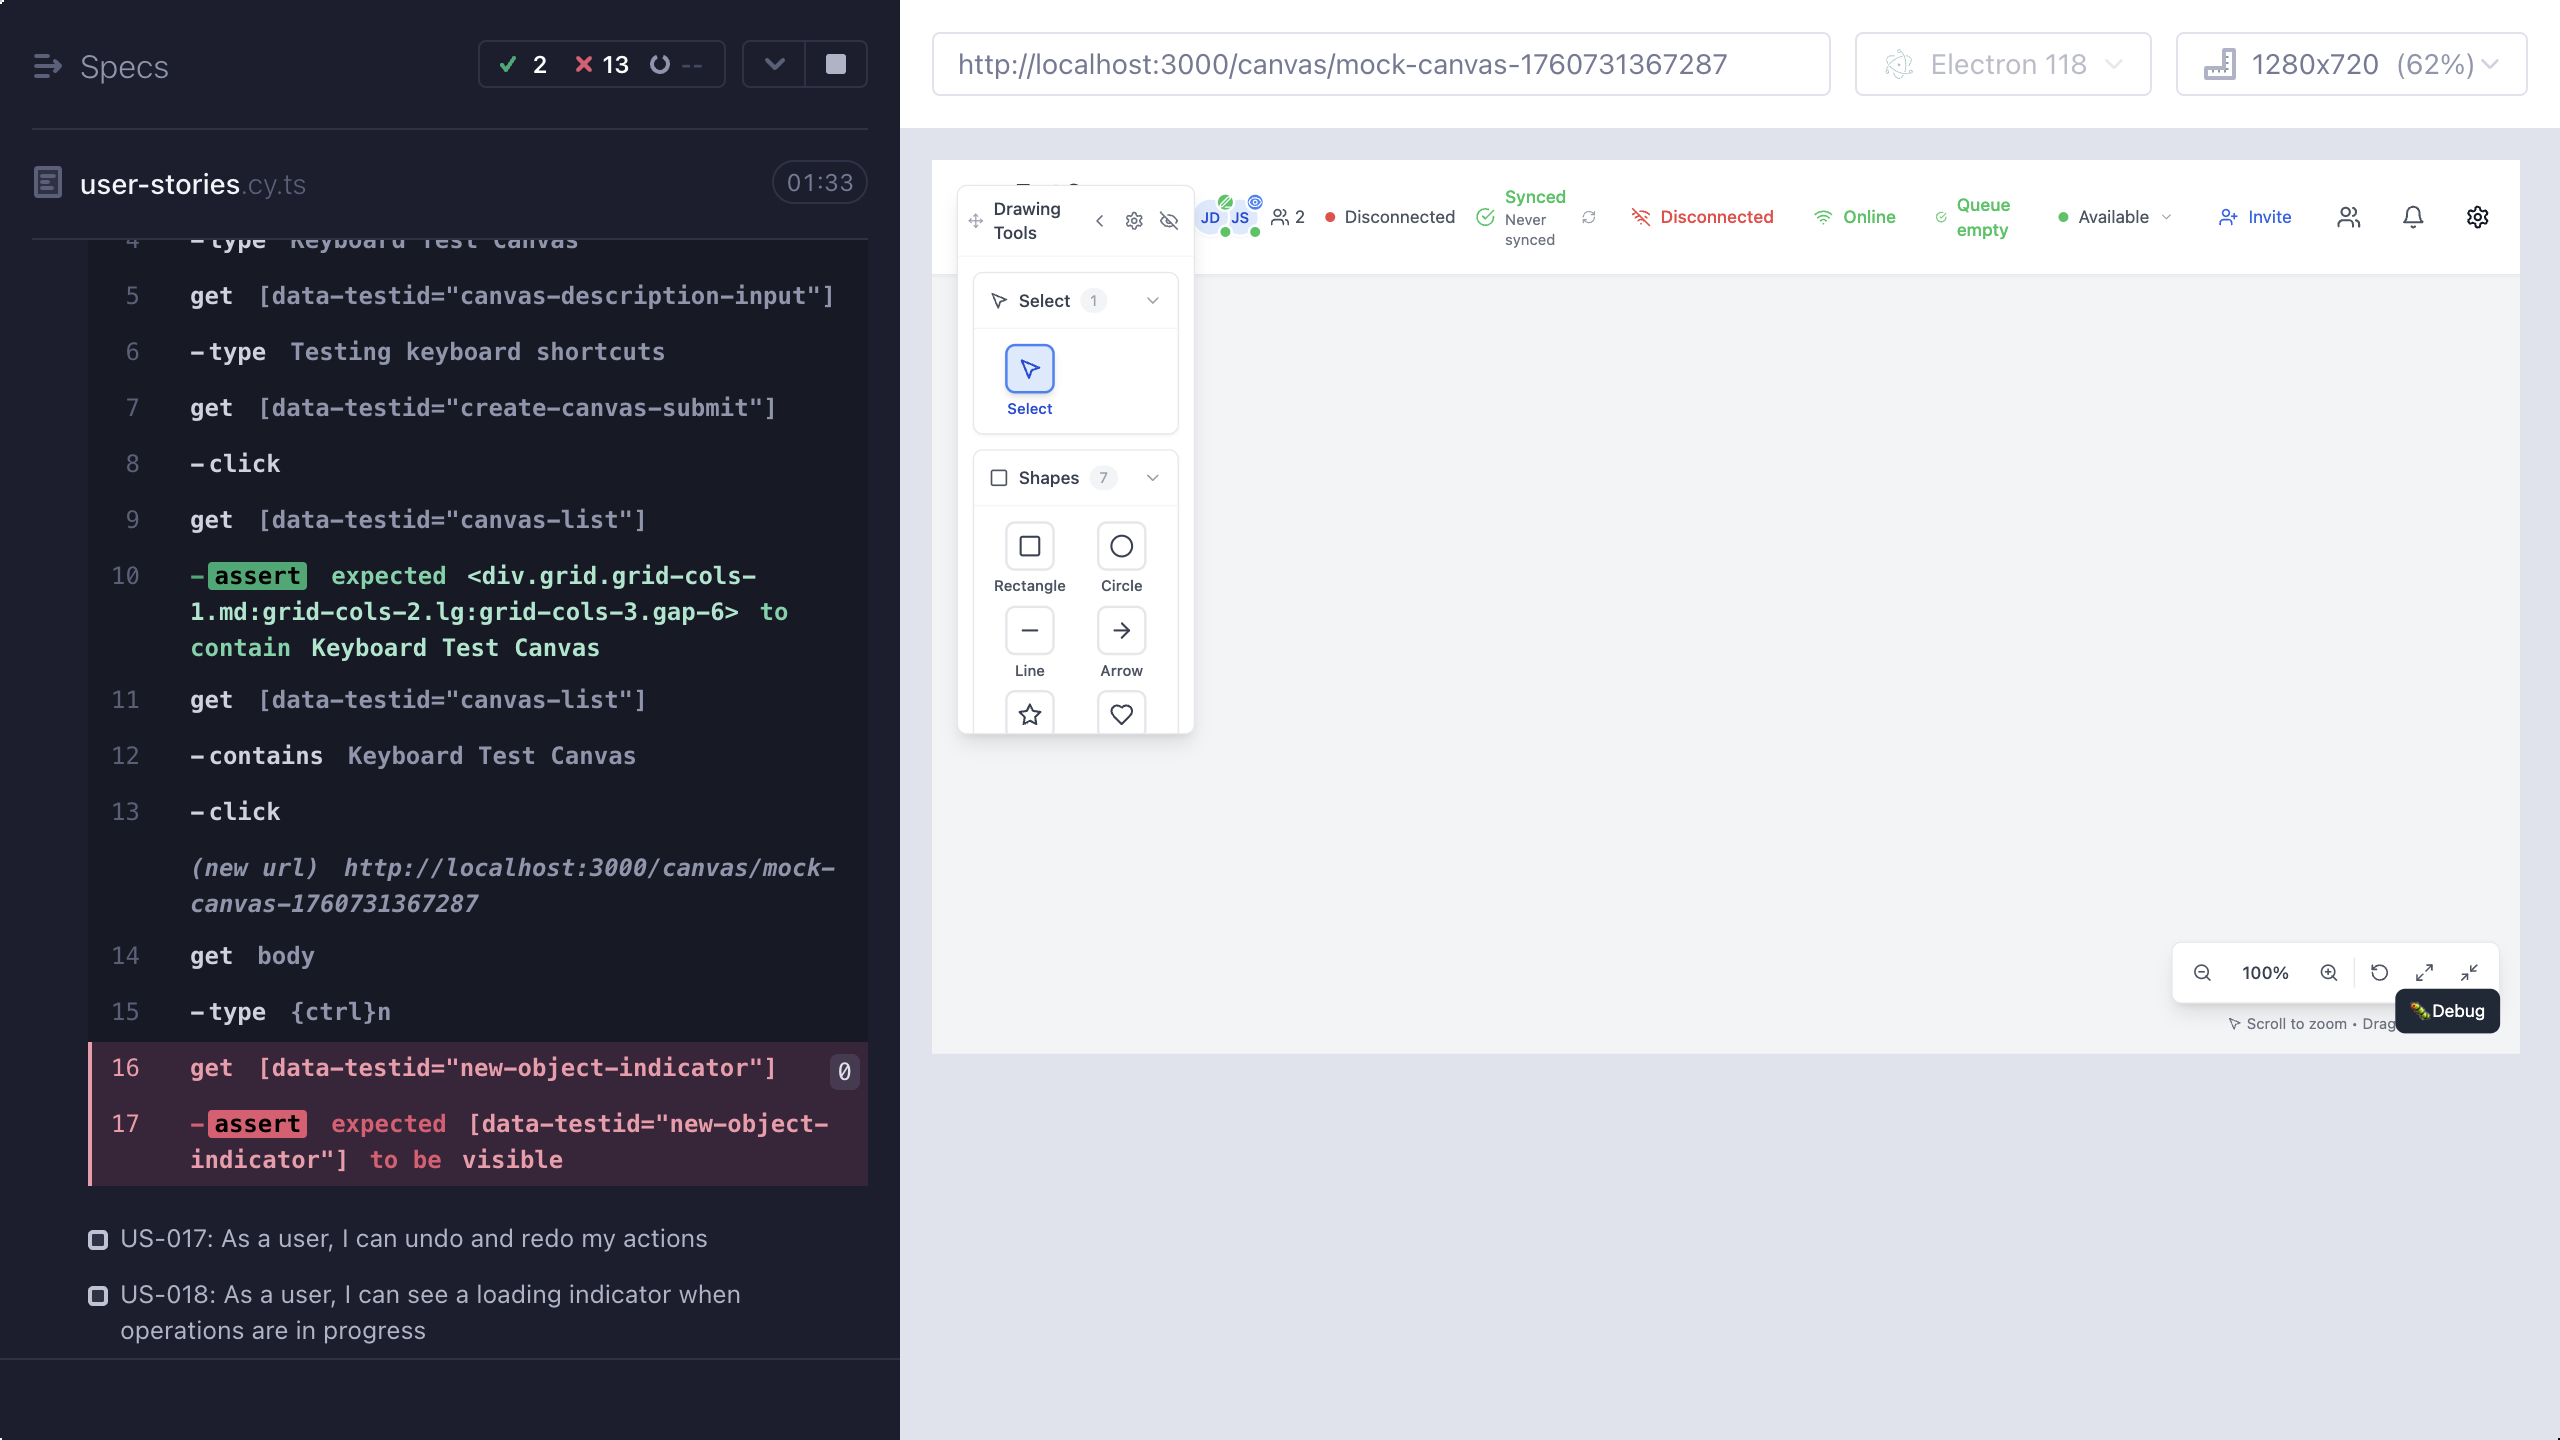 Specs
2
13
--
user-stories.cy.ts
01:33
4 -type Keyboard Test Canvas
5 get [data-testid="canvas-description-input"]
6 -type Testing keyboard shortcuts
7 get [data-testid="create-canvas-submit"]
8 -click
9 get [data-testid="canvas-list"]
10 -assert expected <div.grid.grid-cols-
1.md:grid-cols-2.lg:grid-cols-3.gap-6> to
contain Keyboard Test Canvas
11 get [data-testid="canvas-list"]
12 -contains Keyboard Test Canvas
13 -click
(new url) http://localhost:3000/canvas/mock-
canvas-1760731367287
14 get body
15 -type {ctrl}n
16 get [data-testid="new-object-indicator"] 0
17 -assert expected [data-testid="new-object-
indicator"] to be visible
US-017: As a user, I can undo and redo my actions
US-018: As a user, I can see a loading indicator when
operations are in progress
http://localhost:3000/canvas/mock-canvas-1760731367287
Electron 118
1280x720 (62%)
Drawing
Tools
JD
JS
2
Disconnected
Synced
Never
synced
Disconnected
Online
Queue
empty
Available
Invite
Select 1
Select
Shapes 7
Rectangle
Circle
Line
Arrow
100%
Debug
Scroll to zoom • Drag